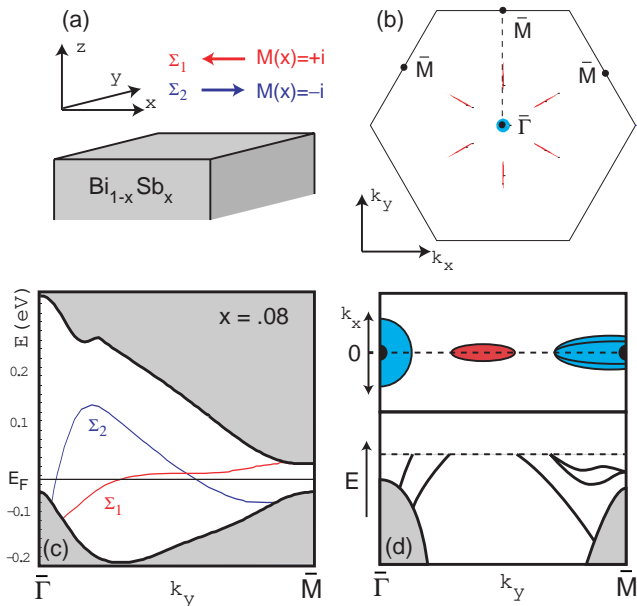 (a)
z
y
x
Σ1 M(x)=+i
Σ2 M(x)=−i
Bi1-xSbx
(b)
M̄
M̄
M̄
Γ̄
ky
kx
E(eV)
x = .08
0.2
0.1
EF
-0.1
-0.2
Σ2
Σ1
(c)
Γ̄
ky
M̄
kx
0
E
(d)
Γ̄
ky
M̄